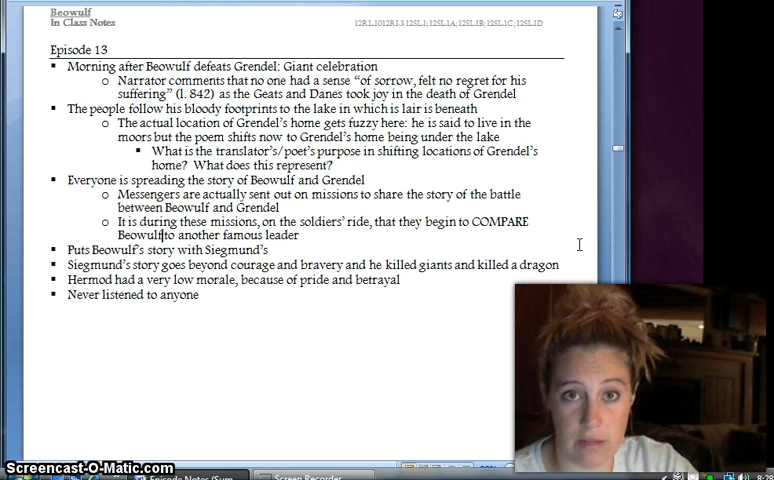 Beowulf
In Class Notes
12RL1012RI.3 12SL1;12SL1A;12SL1B;12SL1C;12SL1D
Episode 13
▪ Morning after Beowulf defeats Grendel: Giant celebration
o Narrator comments that no one had a sense “of sorrow, felt no regret for his
suffering” (l. 842) as the Geats and Danes took joy in the death of Grendel
▪ The people follow his bloody footprints to the lake in which is lair is beneath
o The actual location of Grendel’s home gets fuzzy here: he is said to live in the
moors but the poem shifts now to Grendel’s home being under the lake
▪ What is the translator’s/poet’s purpose in shifting locations of Grendel’s
home? What does this represent?
▪ Everyone is spreading the story of Beowulf and Grendel
o Messengers are actually sent out on missions to share the story of the battle
between Beowulf and Grendel
o It is during these missions, on the soldiers’ ride, that they begin to COMPARE
Beowulf to another famous leader
▪ Puts Beowulf’s story with Siegmund’s
▪ Siegmund’s story goes beyond courage and bravery and he killed giants and killed a dragon
▪ Hermod had a very low morale, because of pride and betrayal
▪ Never listened to anyone
Screencast-O-Matic.com
Episode Notes (Sum
Screen Recorder
8:28